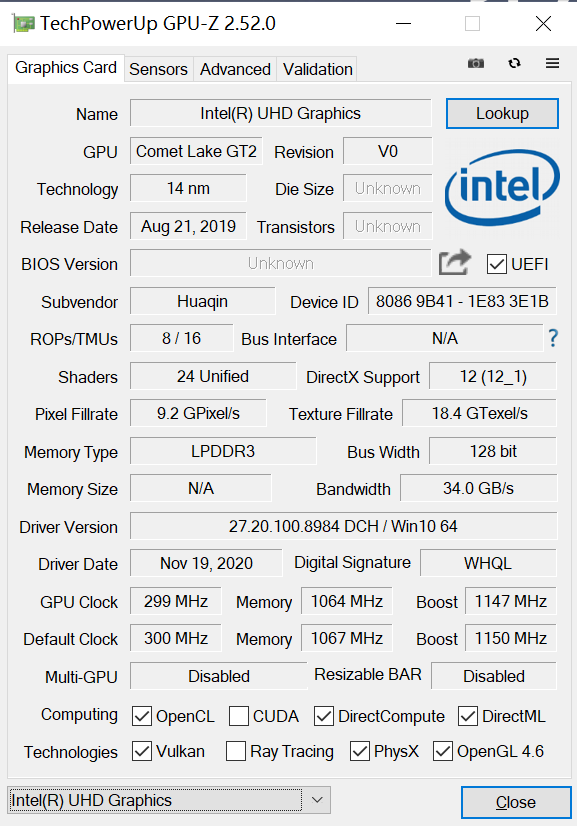 TechPowerUp GPU-Z 2.52.0
Graphics Card Sensors Advanced Validation
Name Intel(R) UHD Graphics Lookup
GPU Comet Lake GT2 Revision V0
intel
Technology 14 nm Die Size Unknown
Release Date Aug 21, 2019 Transistors Unknown
BIOS Version Unknown UEFI
Subvendor Huaqin Device ID 8086 9B41 - 1E83 3E1B
ROPs/TMUs 8 / 16 Bus Interface N/A ?
Shaders 24 Unified DirectX Support 12 (12_1)
Pixel Fillrate 9.2 GPixel/s Texture Fillrate 18.4 GTexel/s
Memory Type LPDDR3 Bus Width 128 bit
Memory Size N/A Bandwidth 34.0 GB/s
Driver Version 27.20.100.8984 DCH / Win10 64
Driver Date Nov 19, 2020 Digital Signature WHQL
GPU Clock 299 MHz Memory 1064 MHz Boost 1147 MHz
Default Clock 300 MHz Memory 1067 MHz Boost 1150 MHz
Multi-GPU Disabled Resizable BAR Disabled
Computing OpenCL CUDA DirectCompute DirectML
Technologies Vulkan Ray Tracing PhysX OpenGL 4.6
Intel(R) UHD Graphics Close